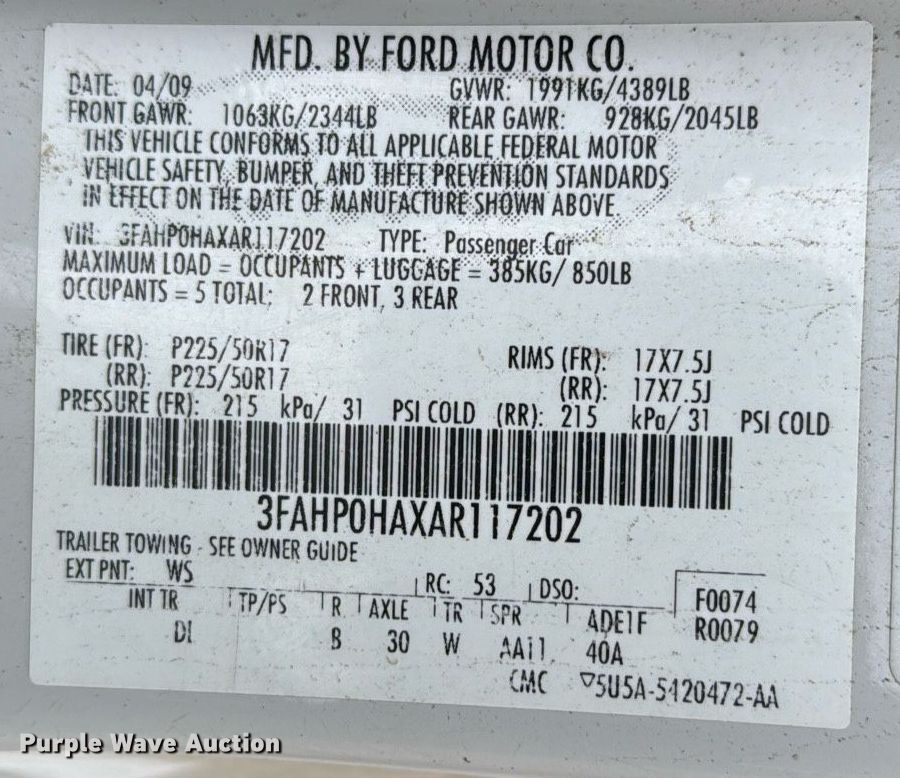 MFD. BY FORD MOTOR CO.
DATE: 04/09 GVWR: 1991KG/4389LB
FRONT GAWR: 1063KG/2344LB REAR GAWR: 928KG/2045LB
THIS VEHICLE CONFORMS TO ALL APPLICABLE FEDERAL MOTOR
VEHICLE SAFETY, BUMPER, AND THEFT PREVENTION STANDARDS
IN EFFECT ON THE DATE OF MANUFACTURE SHOWN ABOVE.
VIN: 3FAHP0HAXAR117202 TYPE: Passenger Car
MAXIMUM LOAD = OCCUPANTS + LUGGAGE = 385KG/ 850LB
OCCUPANTS = 5 TOTAL; 2 FRONT, 3 REAR
TIRE (FR): P225/50R17 RIMS (FR): 17X7.5J
(RR): P225/50R17 (RR): 17X7.5J
PRESSURE (FR): 215 kPa/ 31 PSI COLD (RR): 215 kPa/ 31 PSI COLD
3FAHP0HAXAR117202
TRAILER TOWING - SEE OWNER GUIDE
EXT PNT: WS RC: 53 DSO: F0074
INT TR TP/PS R AXLE TR SPR ADE1F R0079
DI B 30 W AA11 40A
CMC ▽5U5A-5420472-AA
Purple Wave Auction